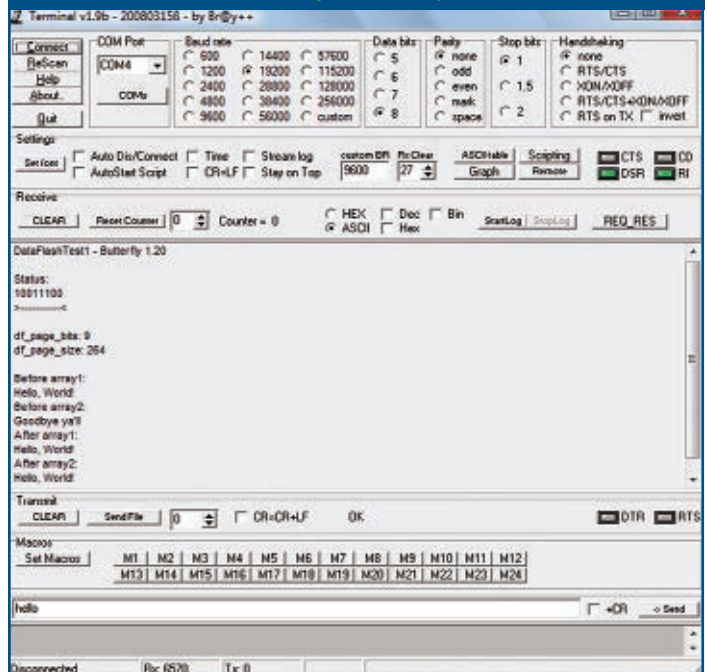 Terminal v1.9b - 20080315ß - by Br@y++
Connect
ReScan
Help
About..
Quit
COM Port
COM4
COMs
Baud rate
600 14400 57600
1200 19200 115200
2400 28800 128000
4800 38400 256000
9600 56000 custom
Data bits
5
6
7
8
Parity
none
odd
even
mark
space
Stop bits
1
1.5
2
Handshaking
none
RTS/CTS
XON/XOFF
RTS/CTS+XON/XOFF
RTS on TX invert
Settings
Set font
Auto Dis/Connect Time Stream log
AutoStart Script CR=LF Stay on Top
custom BR Rx Clear
9600 27
ASCII table Scripting
Graph Remote
CTS CD
DSR RI
Receive
CLEAR Reset Counter 0 Counter = 0
HEX Dec Bin
ASCII Hex
StartLog StopLog REQ_RES
DataFlashTest1 - Butterfly 1.20
Status:
10011100
df_page_bits: 9
df_page_size: 264
Before array1:
Hello, World!
Before array2:
Goodbye ya'll
After array1:
Hello, World!
After array2:
Hello, World!
Transmit
CLEAR Send File 0 CR=CR+LF OK
DTR RTS
Macros
Set Macros
M1 M2 M3 M4 M5 M6 M7 M8 M9 M10 M11 M12
M13 M14 M15 M16 M17 M18 M19 M20 M21 M22 M23 M24
hello +CR -> Send
Disconnected Rx: 6570 Tx: 0